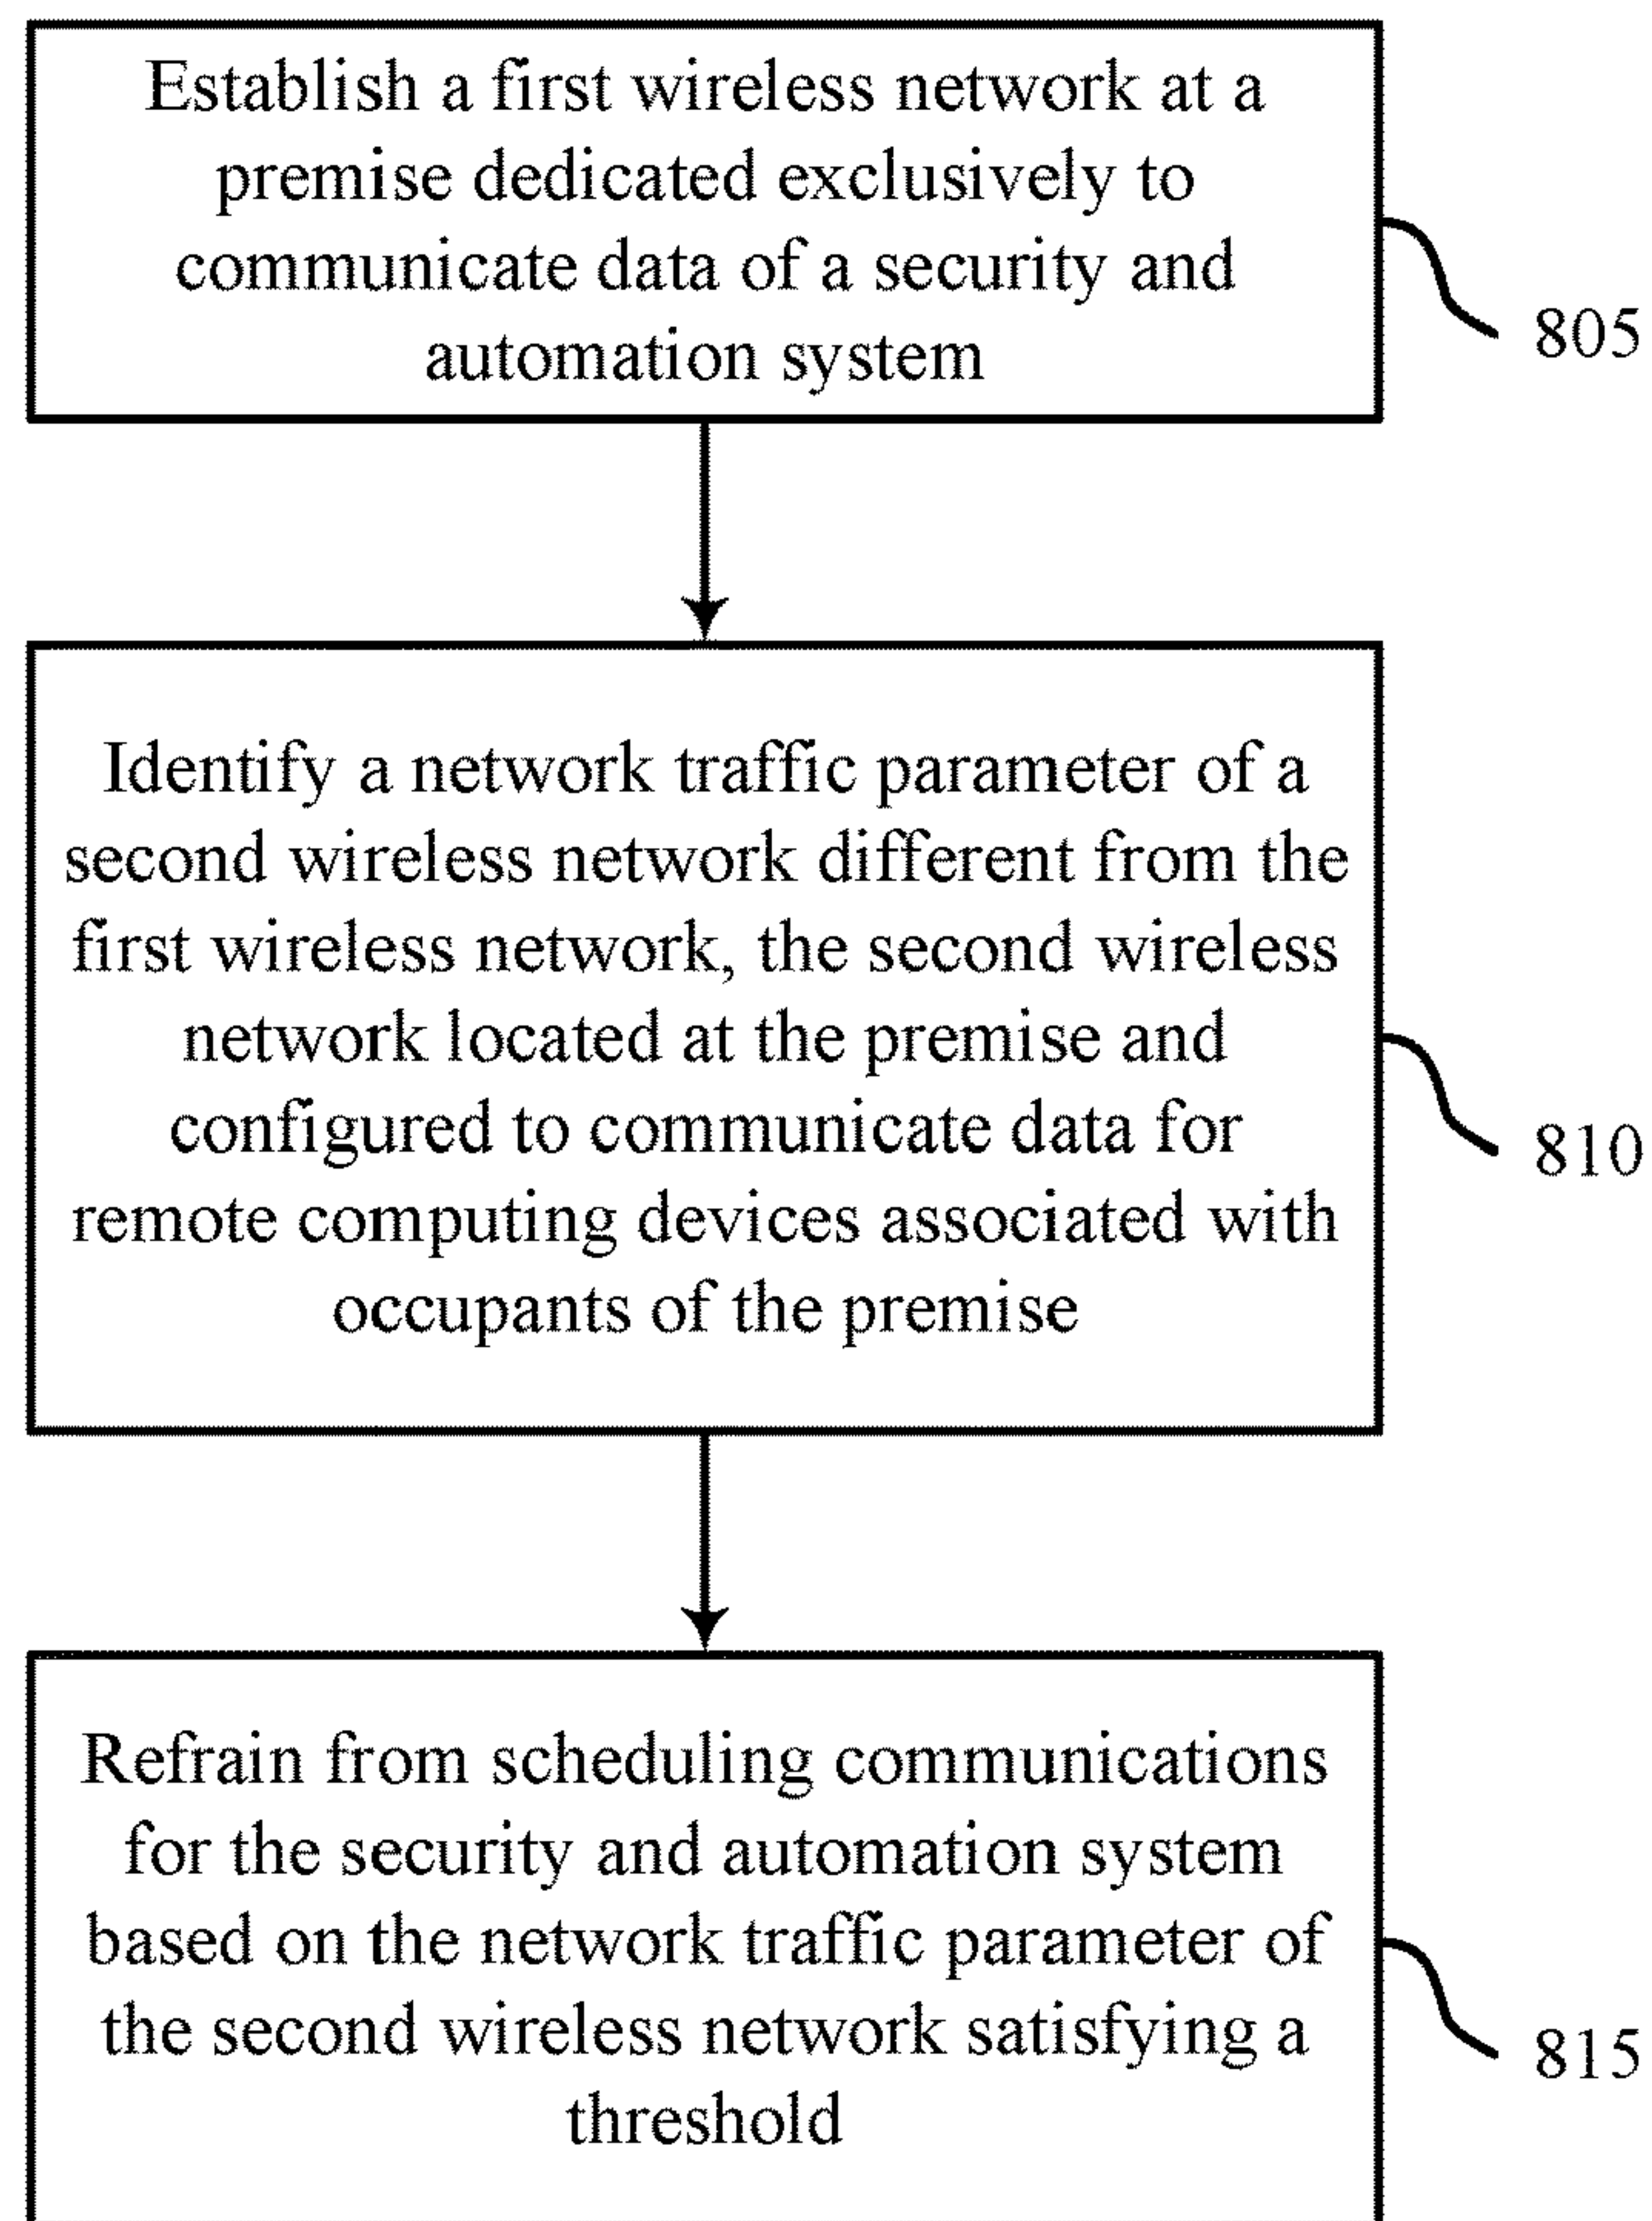 Establish a first wireless network at a
premise dedicated exclusively to
communicate data of a security and
automation system
805
Identify a network traffic parameter of a
second wireless network different from the
first wireless network, the second wireless
network located at the premise and
configured to communicate data for
remote computing devices associated with
occupants of the premise
810
Refrain from scheduling communications
for the security and automation system
based on the network traffic parameter of
the second wireless network satisfying a
threshold
815